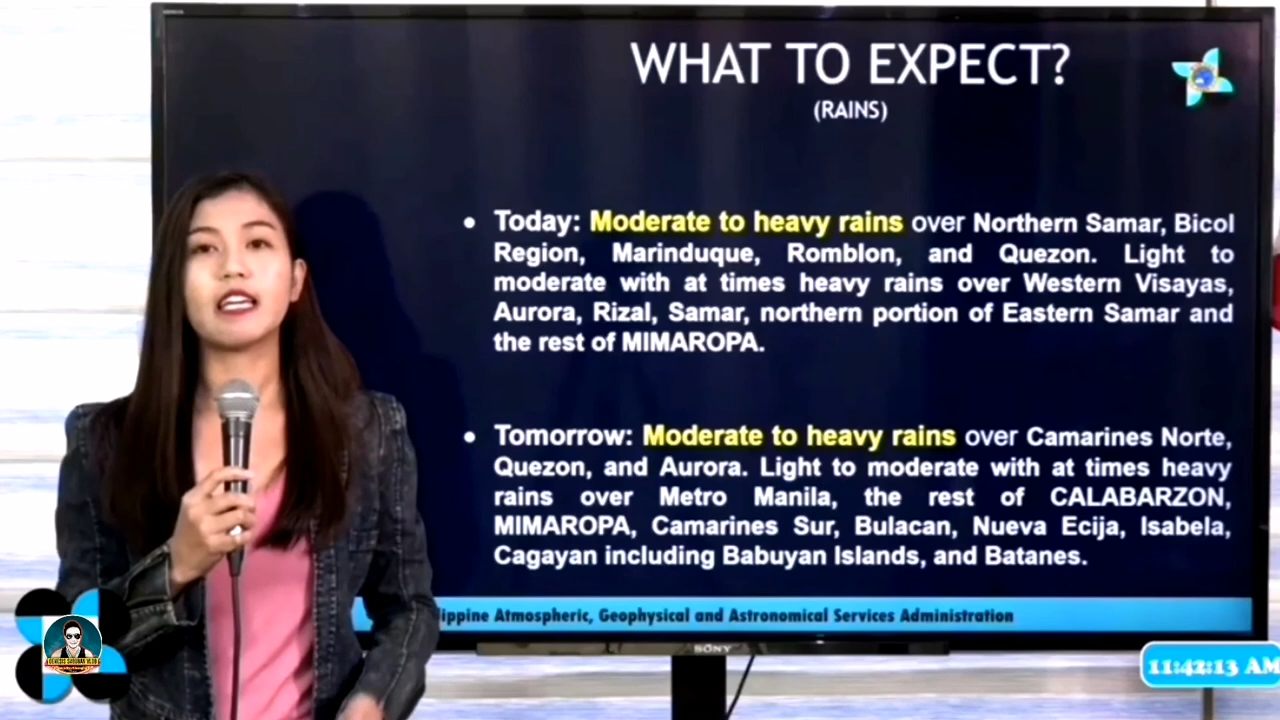 WHAT TO EXPECT?
(RAINS)
• Today: Moderate to heavy rains over Northern Samar, Bicol
Region, Marinduque, Romblon, and Quezon. Light to
moderate with at times heavy rains over Western Visayas,
Aurora, Rizal, Samar, northern portion of Eastern Samar and
the rest of MIMAROPA.
• Tomorrow: Moderate to heavy rains over Camarines Norte,
Quezon, and Aurora. Light to moderate with at times heavy
rains over Metro Manila, the rest of CALABARZON,
MIMAROPA, Camarines Sur, Bulacan, Nueva Ecija, Isabela,
Cagayan including Babuyan Islands, and Batanes.
lippine Atmospheric, Geophysical and Astronomical Services Administration
SONY
11:42:13 AM